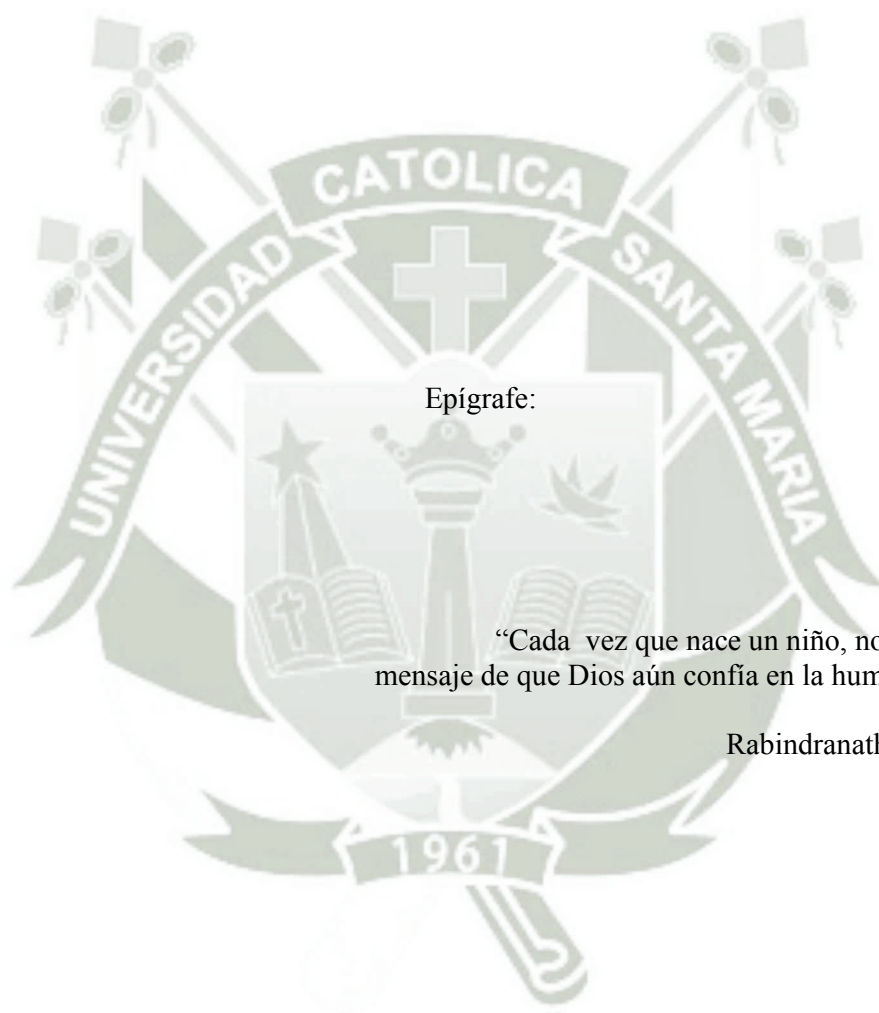 CATOLICA
UNIVERSIDAD
SANTA MARIA
Epígrafe:
“Cada vez que nace un niño, no
mensaje de que Dios aún confía en la hum
Rabindranath
1961